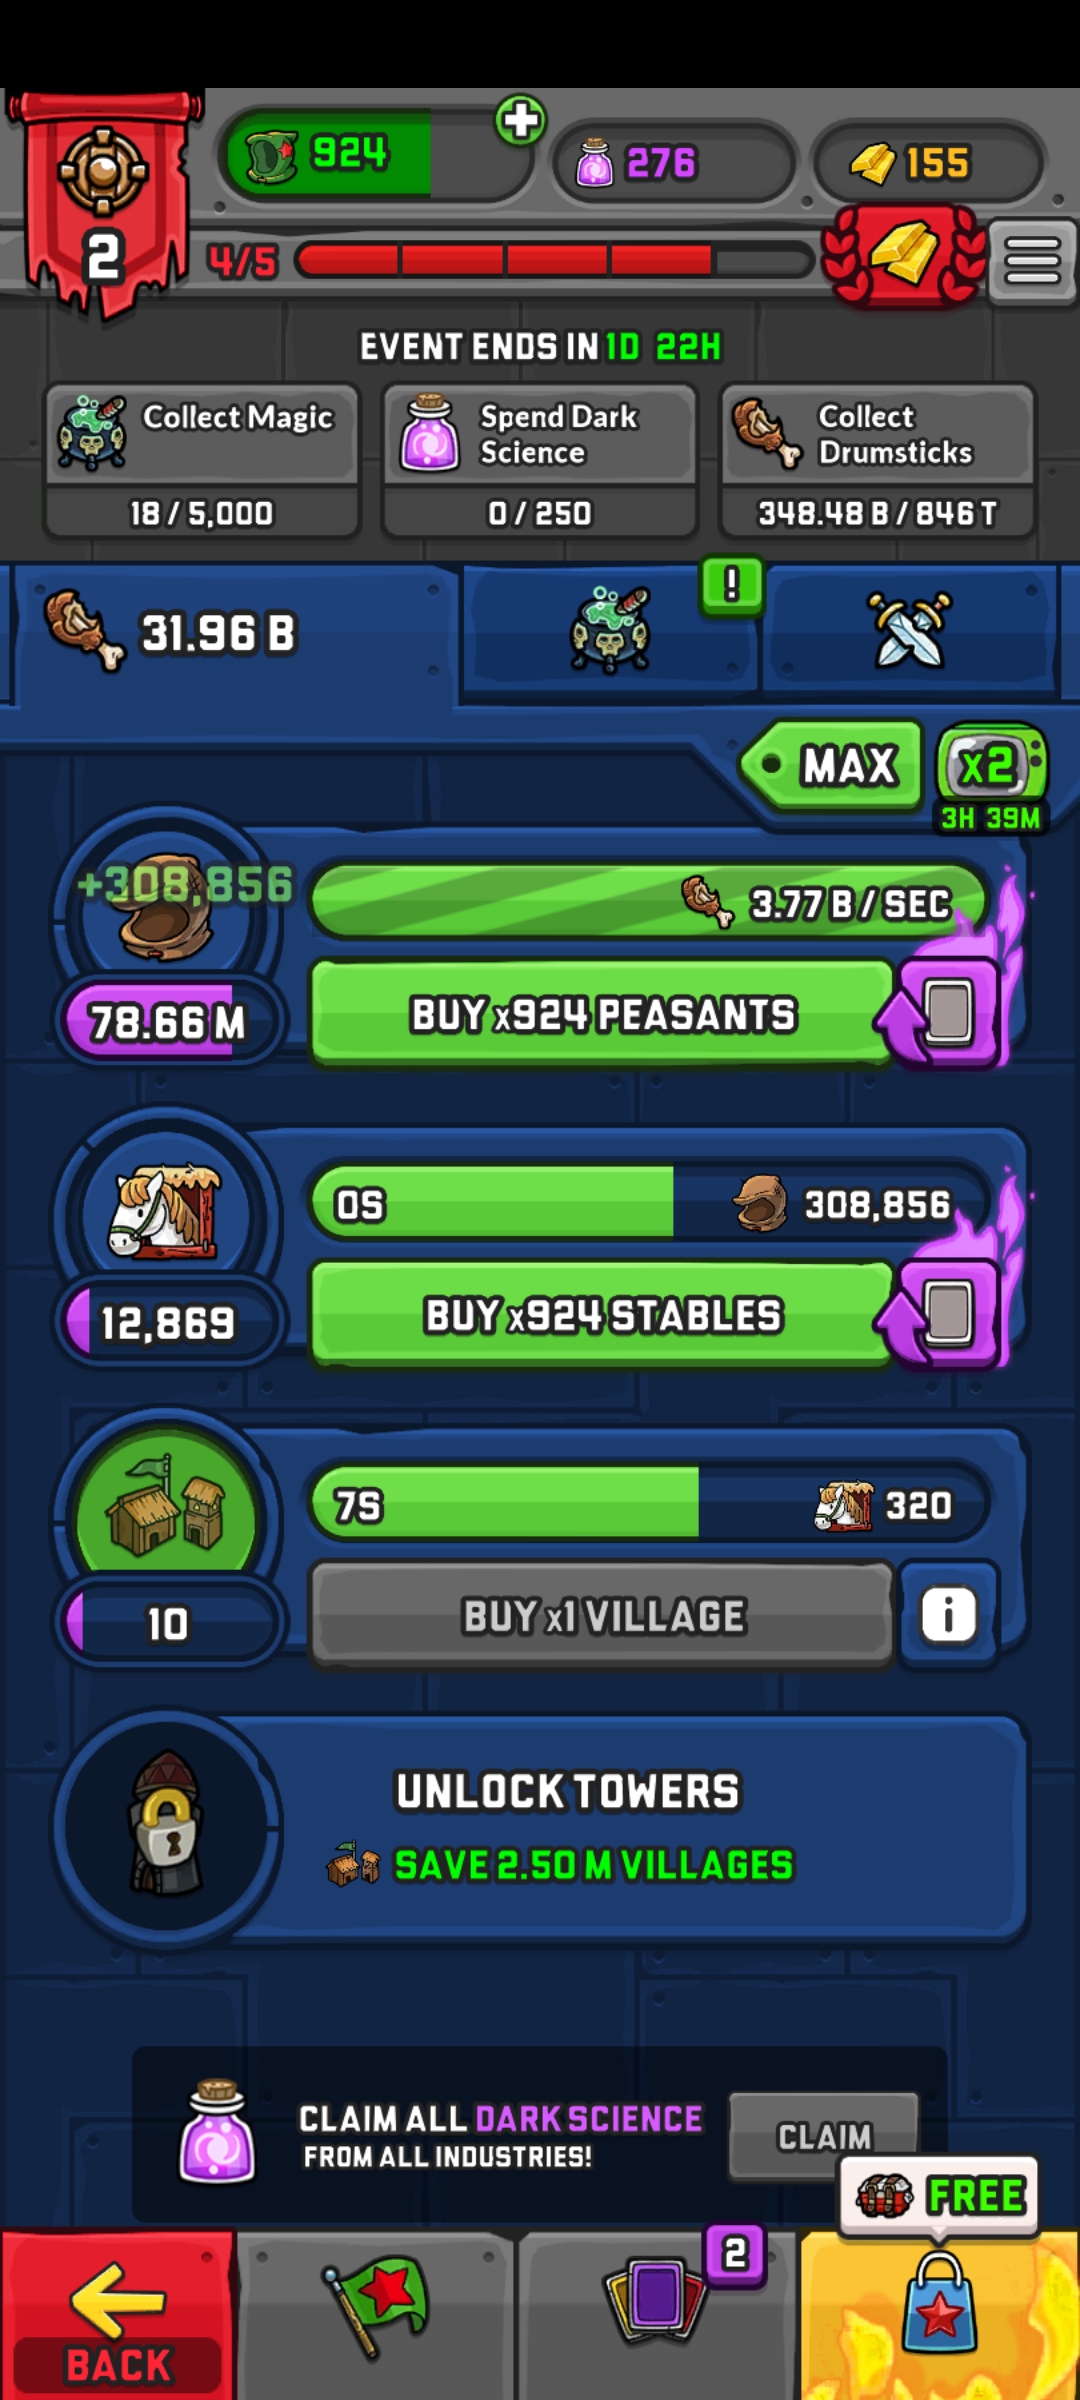 924
276
155
2
4/5
EVENT ENDS IN 1D 22H
Collect Magic
18 / 5,000
Spend Dark
Science
0 / 250
Collect
Drumsticks
348.48 B / 846 T
31.96 B
!
MAX
x2
3H 39M
+308,856
3.77 B / SEC
78.66 M
BUY x924 PEASANTS
0S
308,856
12,869
BUY x924 STABLES
7S
320
10
BUY x1 VILLAGE
i
UNLOCK TOWERS
SAVE 2.50 M VILLAGES
CLAIM ALL DARK SCIENCE
FROM ALL INDUSTRIES!
CLAIM
FREE
2
BACK